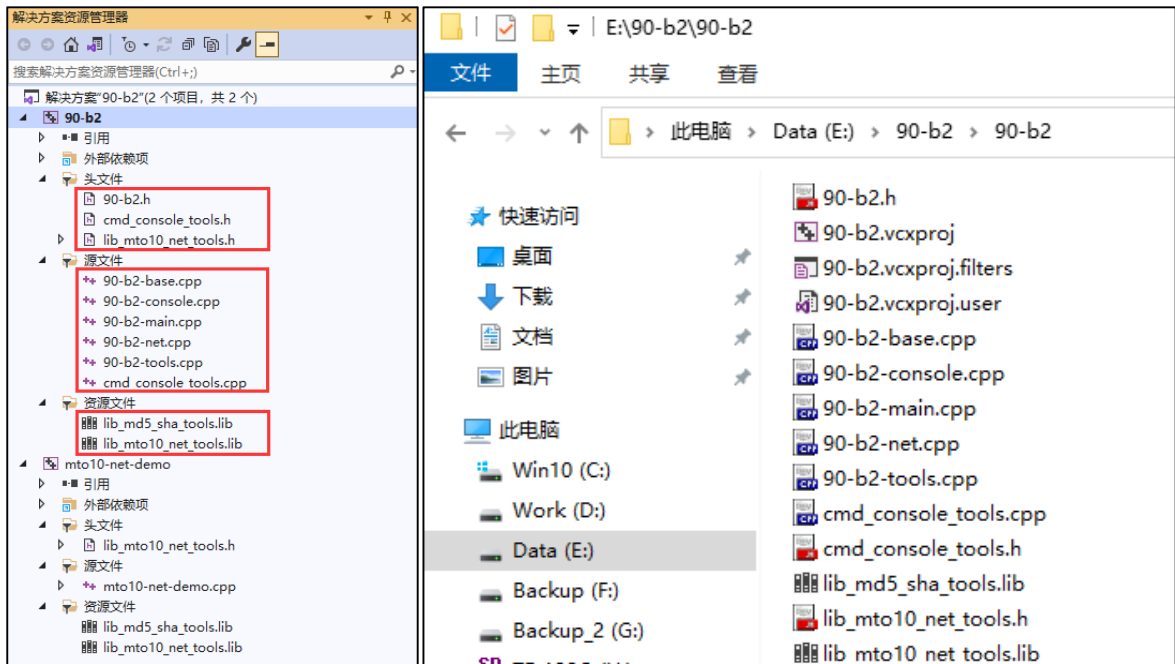 解决方案资源管理器
搜索解决方案资源管理器(Ctrl+;)
解决方案"90-b2"(2 个项目，共 2 个)
90-b2
引用
外部依赖项
头文件
90-b2.h
cmd_console_tools.h
lib_mto10_net_tools.h
源文件
90-b2-base.cpp
90-b2-console.cpp
90-b2-main.cpp
90-b2-net.cpp
90-b2-tools.cpp
cmd_console_tools.cpp
资源文件
lib_md5_sha_tools.lib
lib_mto10_net_tools.lib
mto10-net-demo
引用
外部依赖项
头文件
lib_mto10_net_tools.h
源文件
mto10-net-demo.cpp
资源文件
lib_md5_sha_tools.lib
lib_mto10_net_tools.lib
E:\90-b2\90-b2
文件 主页 共享 查看
此电脑 > Data (E:) > 90-b2 > 90-b2
快速访问
桌面
下载
文档
图片
此电脑
Win10 (C:)
Work (D:)
Data (E:)
Backup (F:)
Backup_2 (G:)
90-b2.h
90-b2.vcxproj
90-b2.vcxproj.filters
90-b2.vcxproj.user
90-b2-base.cpp
90-b2-console.cpp
90-b2-main.cpp
90-b2-net.cpp
90-b2-tools.cpp
cmd_console_tools.cpp
cmd_console_tools.h
lib_md5_sha_tools.lib
lib_mto10_net_tools.h
lib_mto10_net_tools.lib